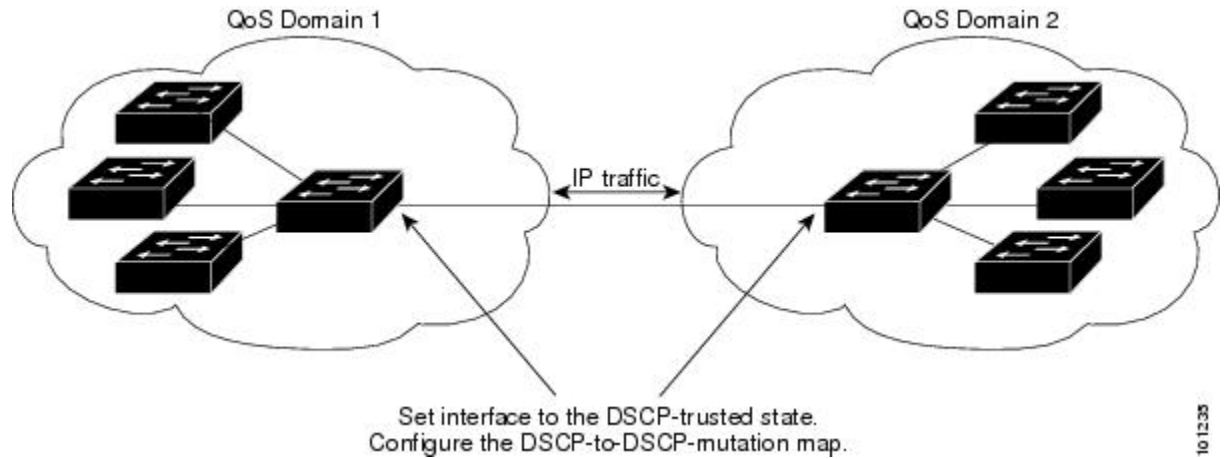 QoS Domain 1
QoS Domain 2
IP traffic
Set interface to the DSCP-trusted state.
Configure the DSCP-to-DSCP-mutation map.
101235